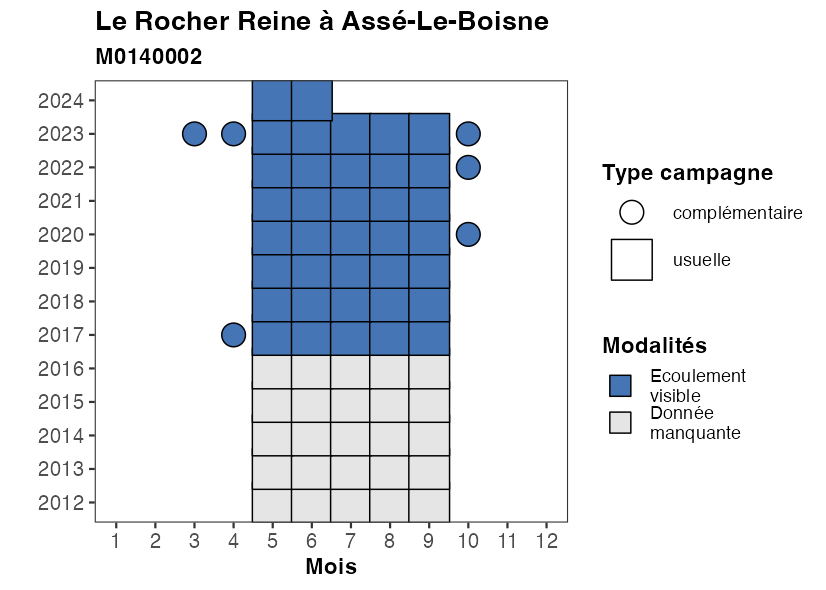 Le Rocher Reine à Assé-Le-Boisne
M0140002
2024
2023
2022
2021
2020
2019
2018
2017
2016
2015
2014
2013
2012
1 2 3 4 5 6 7 8 9 10 11 12
Mois
Type campagne
complémentaire
usuelle
Modalités
Ecoulement
visible
Donnée
manquante